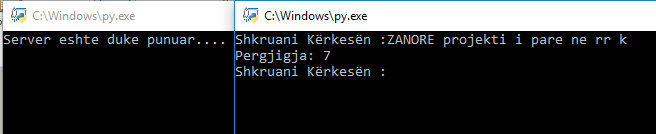 C:\Windows\py.exe
Server eshte duke punuar....
C:\Windows\py.exe
Shkruani Kërkesën :ZANORE projekti i pare ne rr k
Pergjigja: 7
Shkruani Kërkesën :